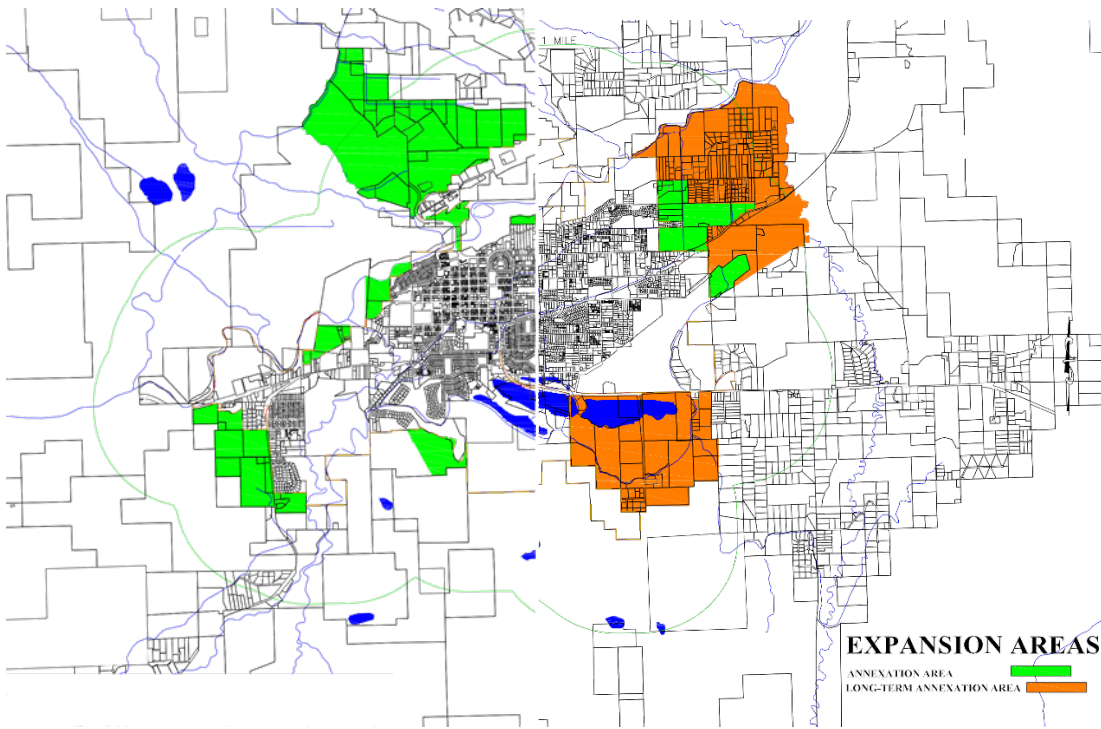 1 MILE
EXPANSION AREAS
ANNEXATION AREA
LONG-TERM ANNEXATION AREA